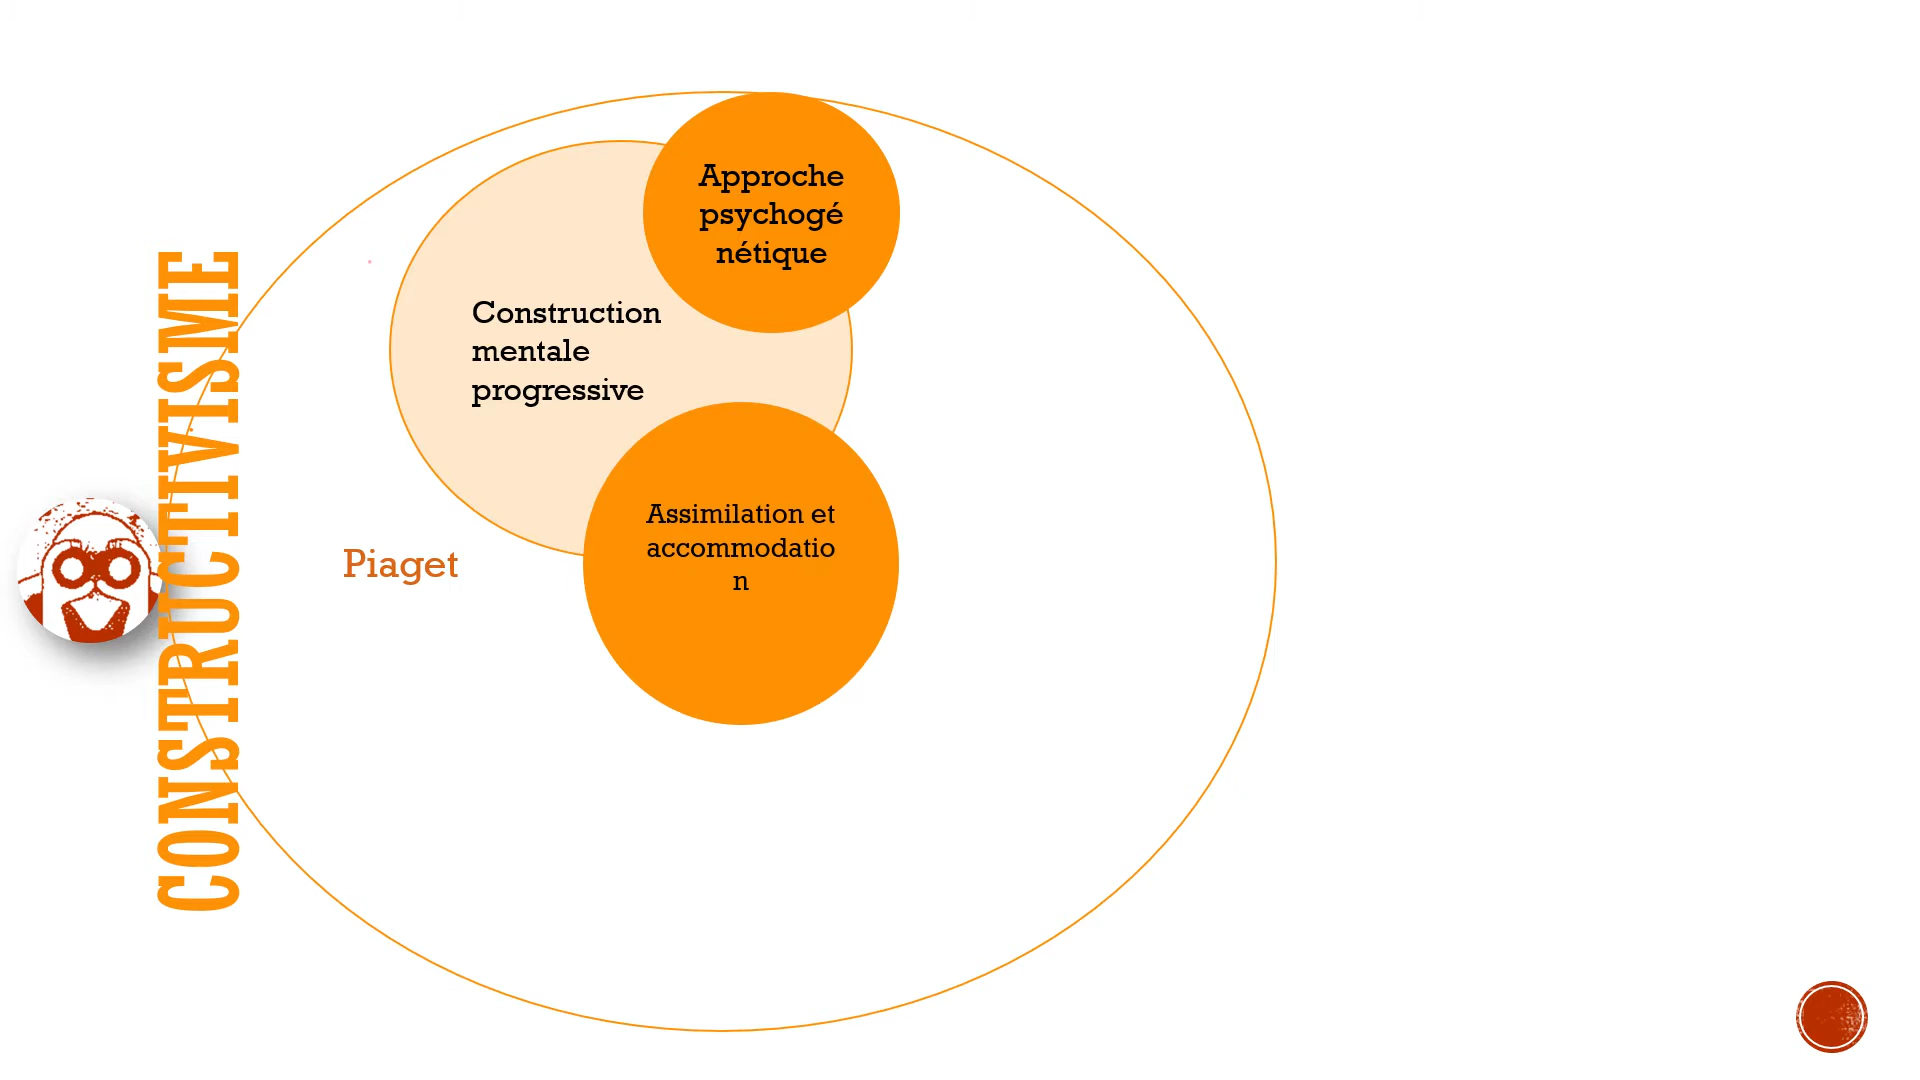 CONSTRUCTIVISME
Approche
psychogé
nétique
Construction
mentale
progressive
Assimilation et
accommodatio
n
Piaget